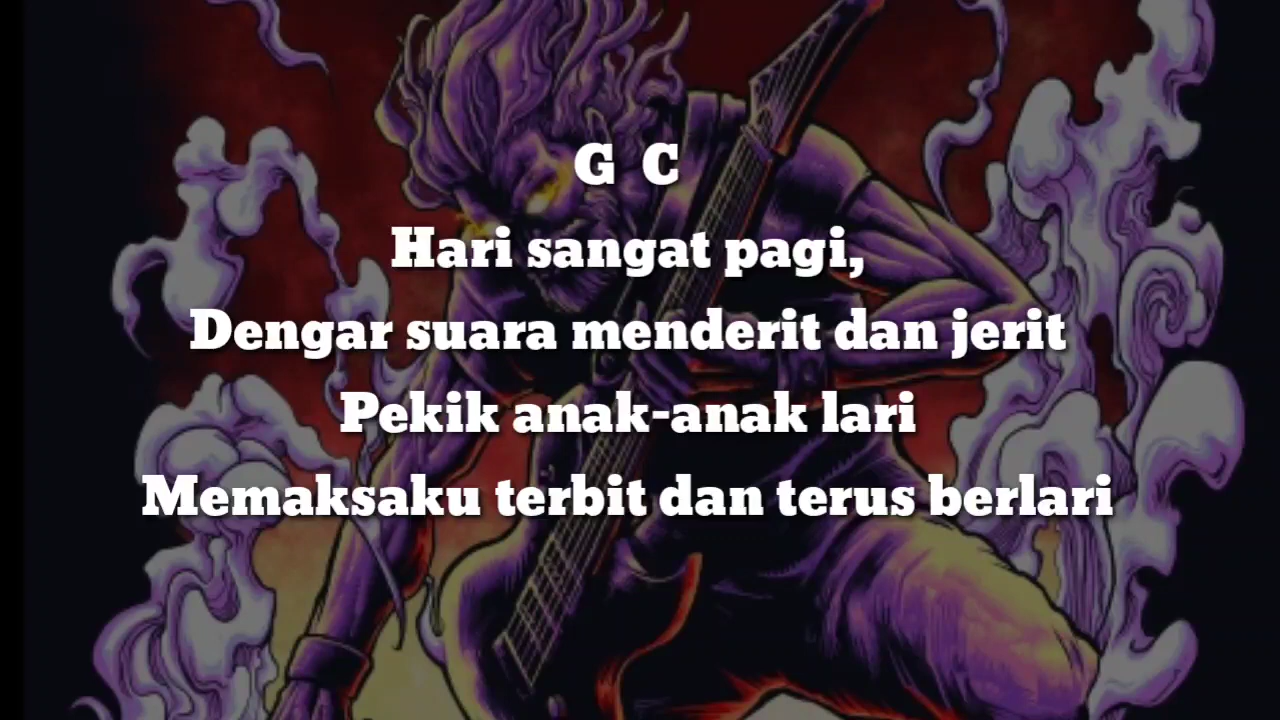 G C
Hari sangat pagi,
Dengar suara menderit dan jerit
Pekik anak-anak lari
Memaksaku terbit dan terus berlari